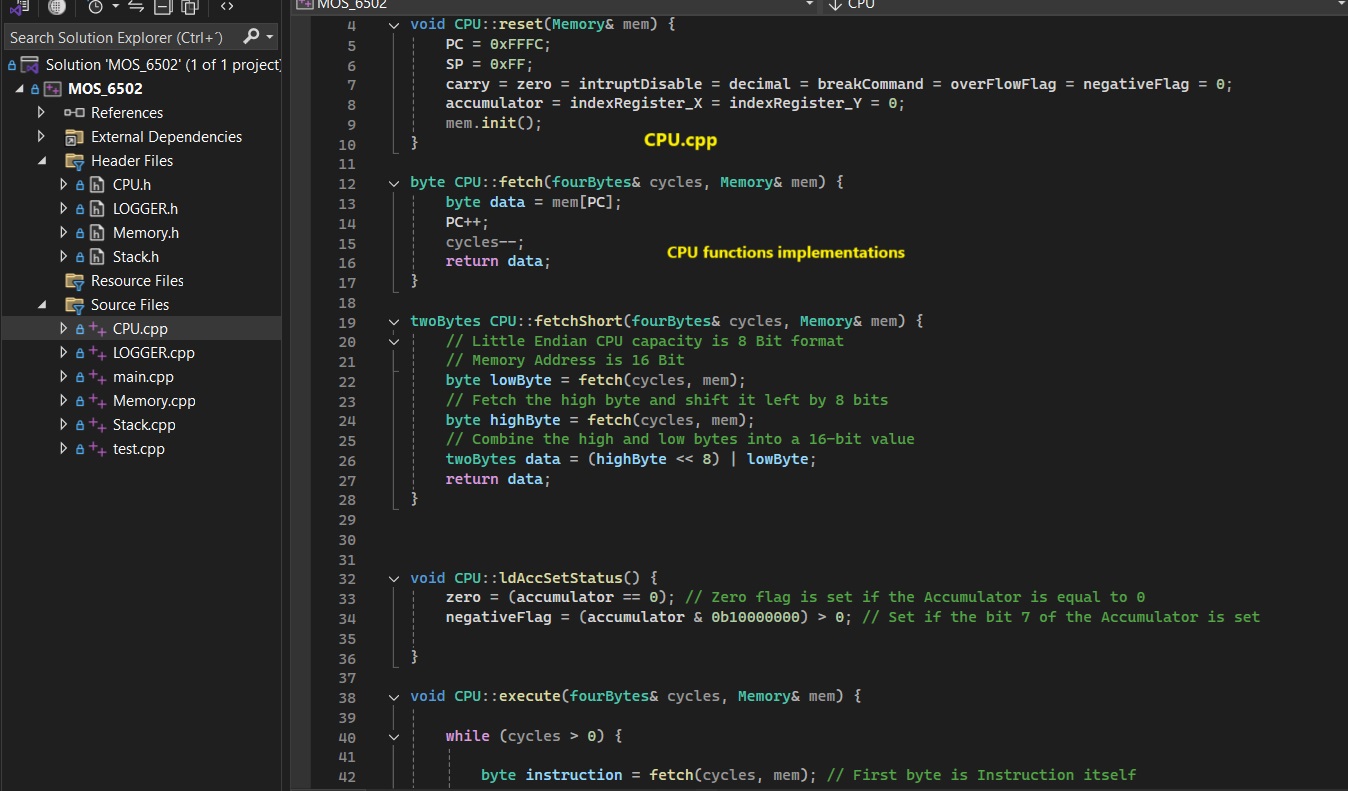 MOS_6502
CPU
Search Solution Explorer (Ctrl+´)
Solution 'MOS_6502' (1 of 1 project)
MOS_6502
References
External Dependencies
Header Files
CPU.h
LOGGER.h
Memory.h
Stack.h
Resource Files
Source Files
CPU.cpp
LOGGER.cpp
main.cpp
Memory.cpp
Stack.cpp
test.cpp
4 void CPU::reset(Memory& mem) {
5 PC = 0xFFFC;
6 SP = 0xFF;
7 carry = zero = intruptDisable = decimal = breakCommand = overFlowFlag = negativeFlag = 0;
8 accumulator = indexRegister_X = indexRegister_Y = 0;
9 mem.init();
CPU.cpp
10 }
11
12 byte CPU::fetch(fourBytes& cycles, Memory& mem) {
13 byte data = mem[PC];
14 PC++;
15 cycles--;
CPU functions implementations
16 return data;
17 }
18
19 twoBytes CPU::fetchShort(fourBytes& cycles, Memory& mem) {
20 // Little Endian CPU capacity is 8 Bit format
21 // Memory Address is 16 Bit
22 byte lowByte = fetch(cycles, mem);
23 // Fetch the high byte and shift it left by 8 bits
24 byte highByte = fetch(cycles, mem);
25 // Combine the high and low bytes into a 16-bit value
26 twoBytes data = (highByte << 8) | lowByte;
27 return data;
28 }
29
30
31
32 void CPU::ldAccSetStatus() {
33 zero = (accumulator == 0); // Zero flag is set if the Accumulator is equal to 0
34 negativeFlag = (accumulator & 0b10000000) > 0; // Set if the bit 7 of the Accumulator is set
35
36 }
37
38 void CPU::execute(fourBytes& cycles, Memory& mem) {
39
40 while (cycles > 0) {
41
42 byte instruction = fetch(cycles, mem); // First byte is Instruction itself